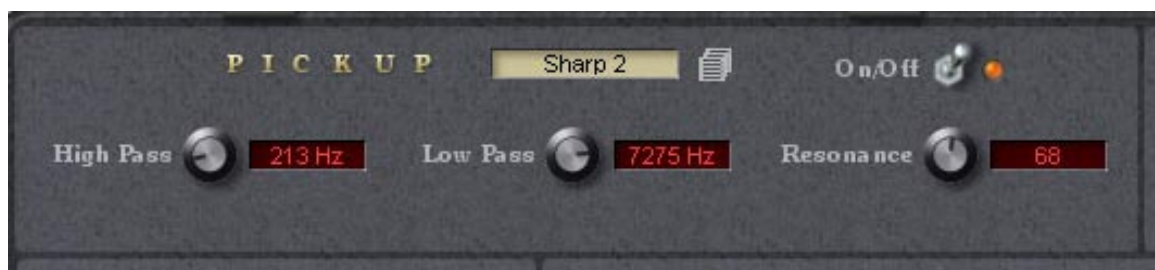 PICKUP Sharp 2 On/Off
High Pass 213 Hz Low Pass 7275 Hz Resonance 68